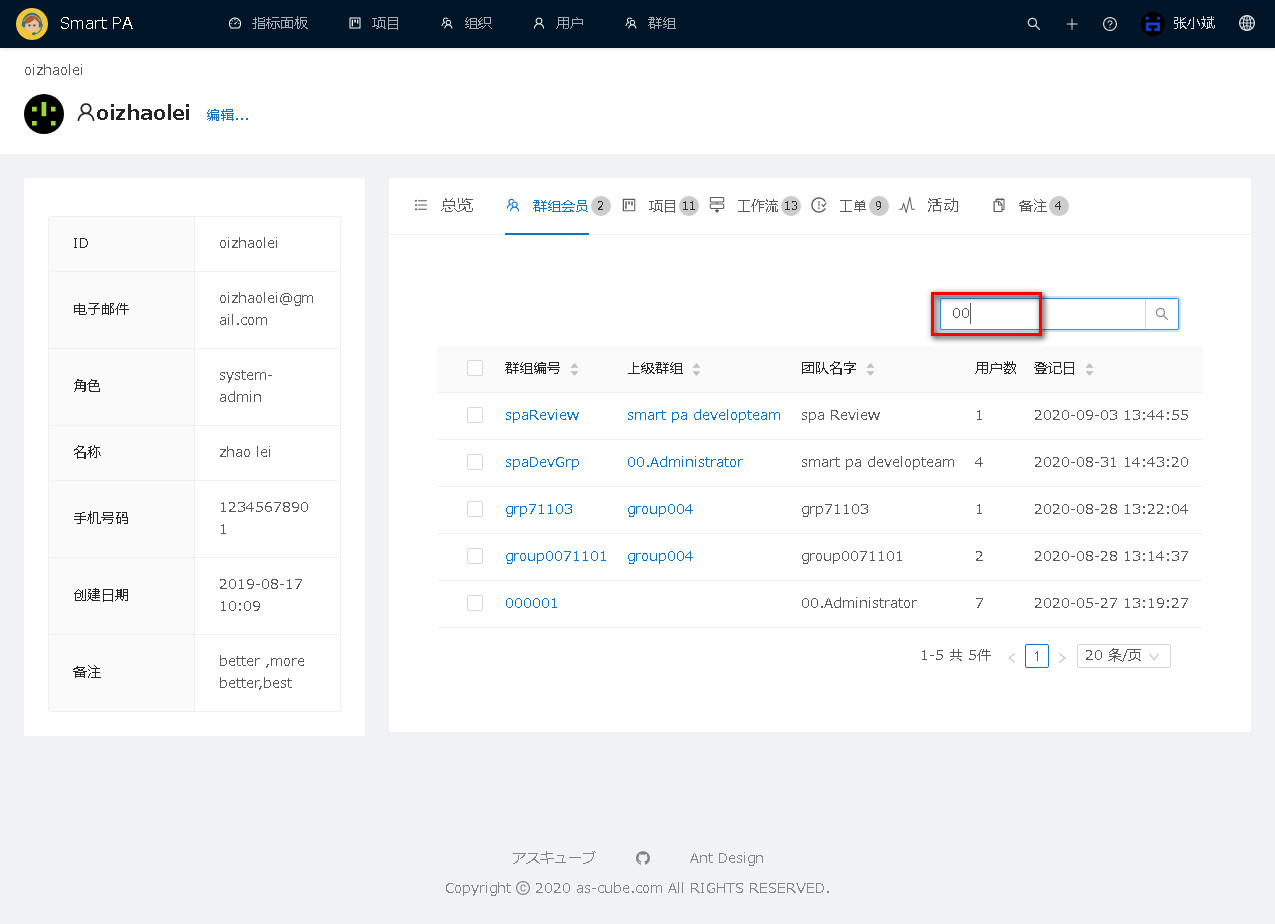 Smart PA 指标面板 项目 组织 用户 群组 张小斌
oizhaolei
oizhaolei 编辑...
总览 群组会员 2 项目 11 工作流 13 工单 9 活动 备注 4
ID oizhaolei
电子邮件 oizhaolei@gm
ail.com
角色 system-
admin
名称 zhao lei
手机号码 1234567890
1
创建日期 2019-08-17
10:09
备注 better ,more
better,best
00
群组编号 上级群组 团队名字 用户数 登记日
spaReview smart pa developteam spa Review 1 2020-09-03 13:44:55
spaDevGrp 00.Administrator smart pa developteam 4 2020-08-31 14:43:20
grp71103 group004 grp71103 1 2020-08-28 13:22:04
group0071101 group004 group0071101 2 2020-08-28 13:14:37
000001 00.Administrator 7 2020-05-27 13:19:27
1-5 共 5件 < 1 > 20 条/页
アスキューブ Ant Design
Copyright © 2020 as-cube.com All RIGHTS RESERVED.